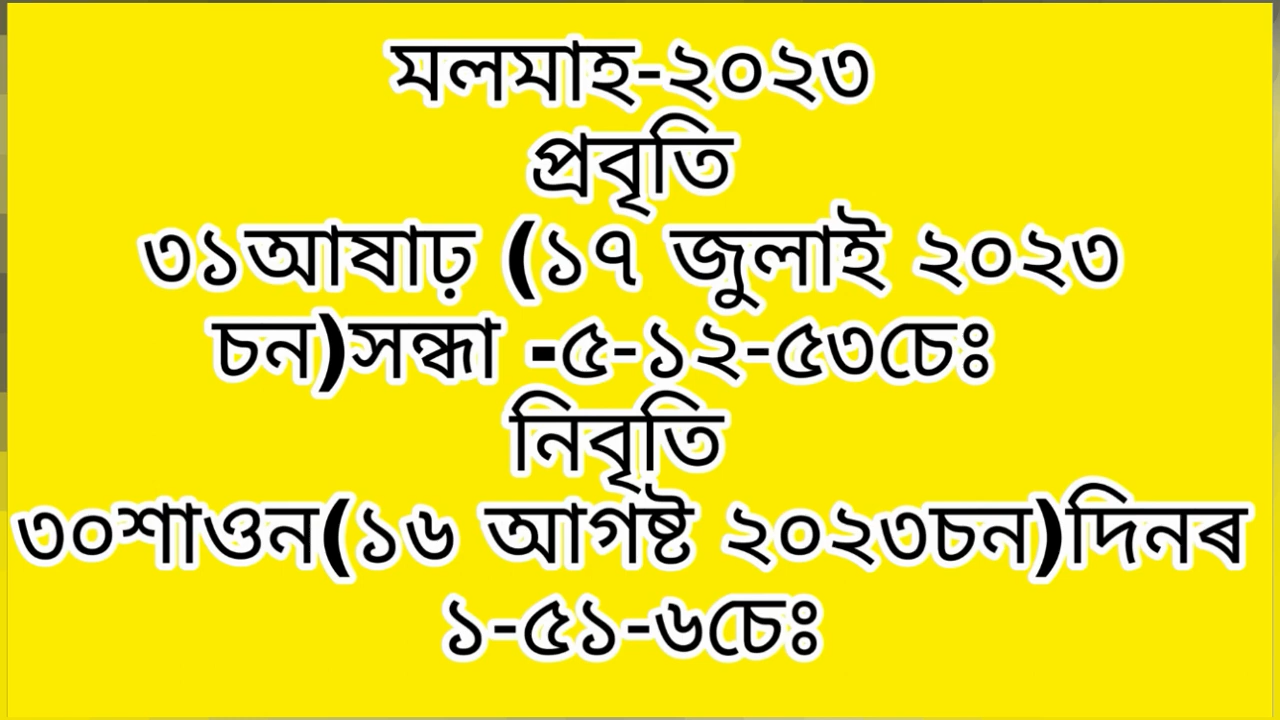 মলমাহ-২০২৩
প্ৰবৃতি
৩১আষাঢ় (১৭ জুলাই ২০২৩
চন)সন্ধা -৫-১২-৫৩চেঃ
নিবৃতি
৩০শাওন(১৬ আগষ্ট ২০২৩চন)দিনৰ
১-৫১-৬চেঃ